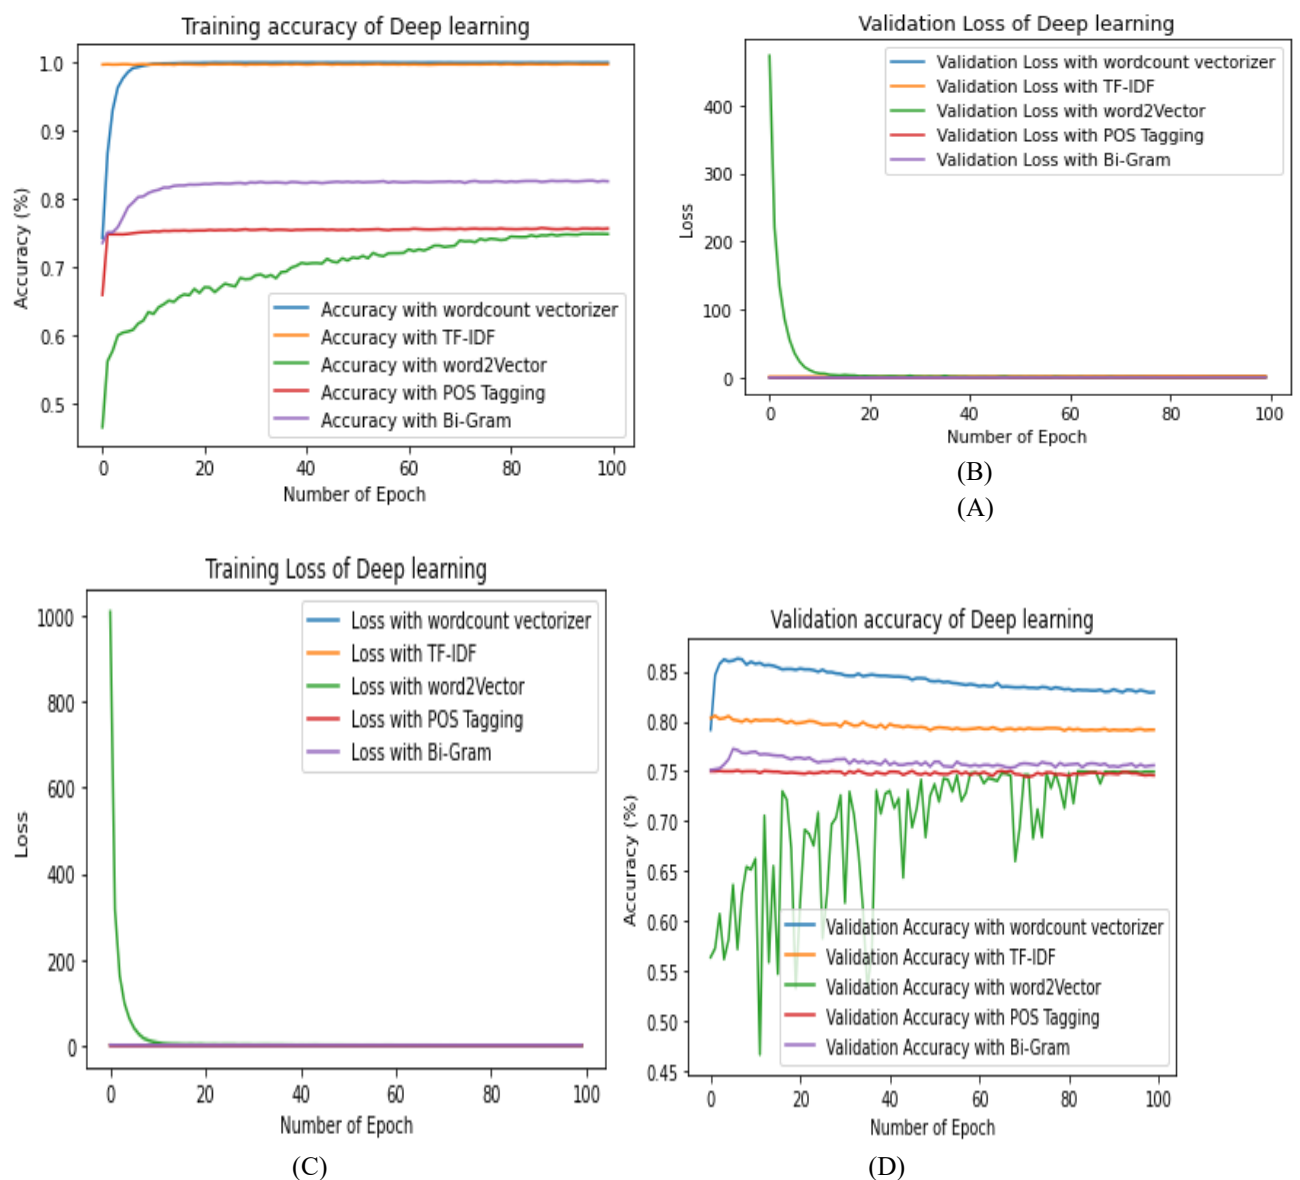 Training accuracy of Deep learning
Accuracy (%)
1.0
0.9
0.8
0.7
0.6
0.5
Accuracy with wordcount vectorizer
Accuracy with TF-IDF
Accuracy with word2Vector
Accuracy with POS Tagging
Accuracy with Bi-Gram
0 20 40 60 80 100
Number of Epoch
Validation Loss of Deep learning
Loss
400
300
200
100
0
Validation Loss with wordcount vectorizer
Validation Loss with TF-IDF
Validation Loss with word2Vector
Validation Loss with POS Tagging
Validation Loss with Bi-Gram
0 20 40 60 80 100
Number of Epoch
(B)
(A)
Training Loss of Deep learning
Loss
1000
800
600
400
200
0
Loss with wordcount vectorizer
Loss with TF-IDF
Loss with word2Vector
Loss with POS Tagging
Loss with Bi-Gram
0 20 40 60 80 100
Number of Epoch
(C)
Validation accuracy of Deep learning
Accuracy (%)
0.85
0.80
0.75
0.70
0.65
0.60
0.55
0.50
0.45
Validation Accuracy with wordcount vectorizer
Validation Accuracy with TF-IDF
Validation Accuracy with word2Vector
Validation Accuracy with POS Tagging
Validation Accuracy with Bi-Gram
0 20 40 60 80 100
Number of Epoch
(D)